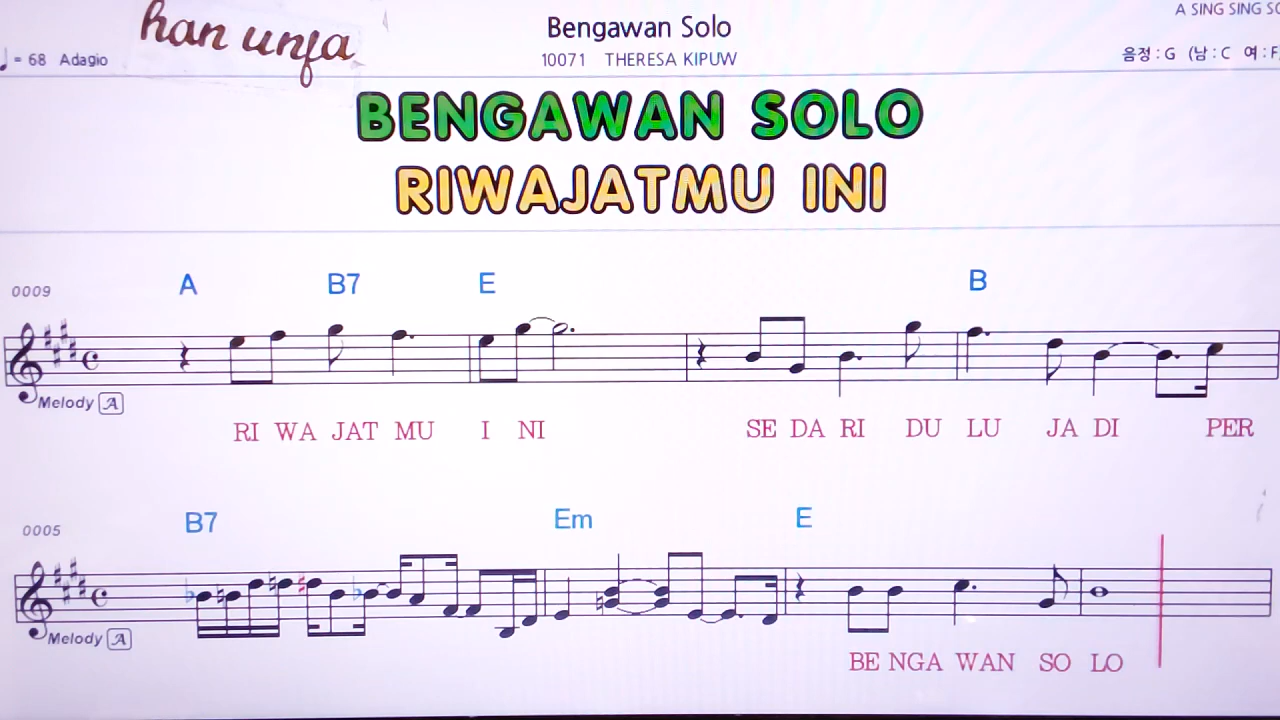 han unfa
Bengawan Solo
A SING SING SO
♩ = 68 Adagio
10071 THERESA KIPUW
음정 : G (남 : C 여 : F
BENGAWAN SOLO
RIWAJATMU INI
0009
A B7 E B
Melody A
RI WA JAT MU I NI SE DA RI DU LU JA DI PER
0005
B7 Em E
Melody A
BE NGA WAN SO LO